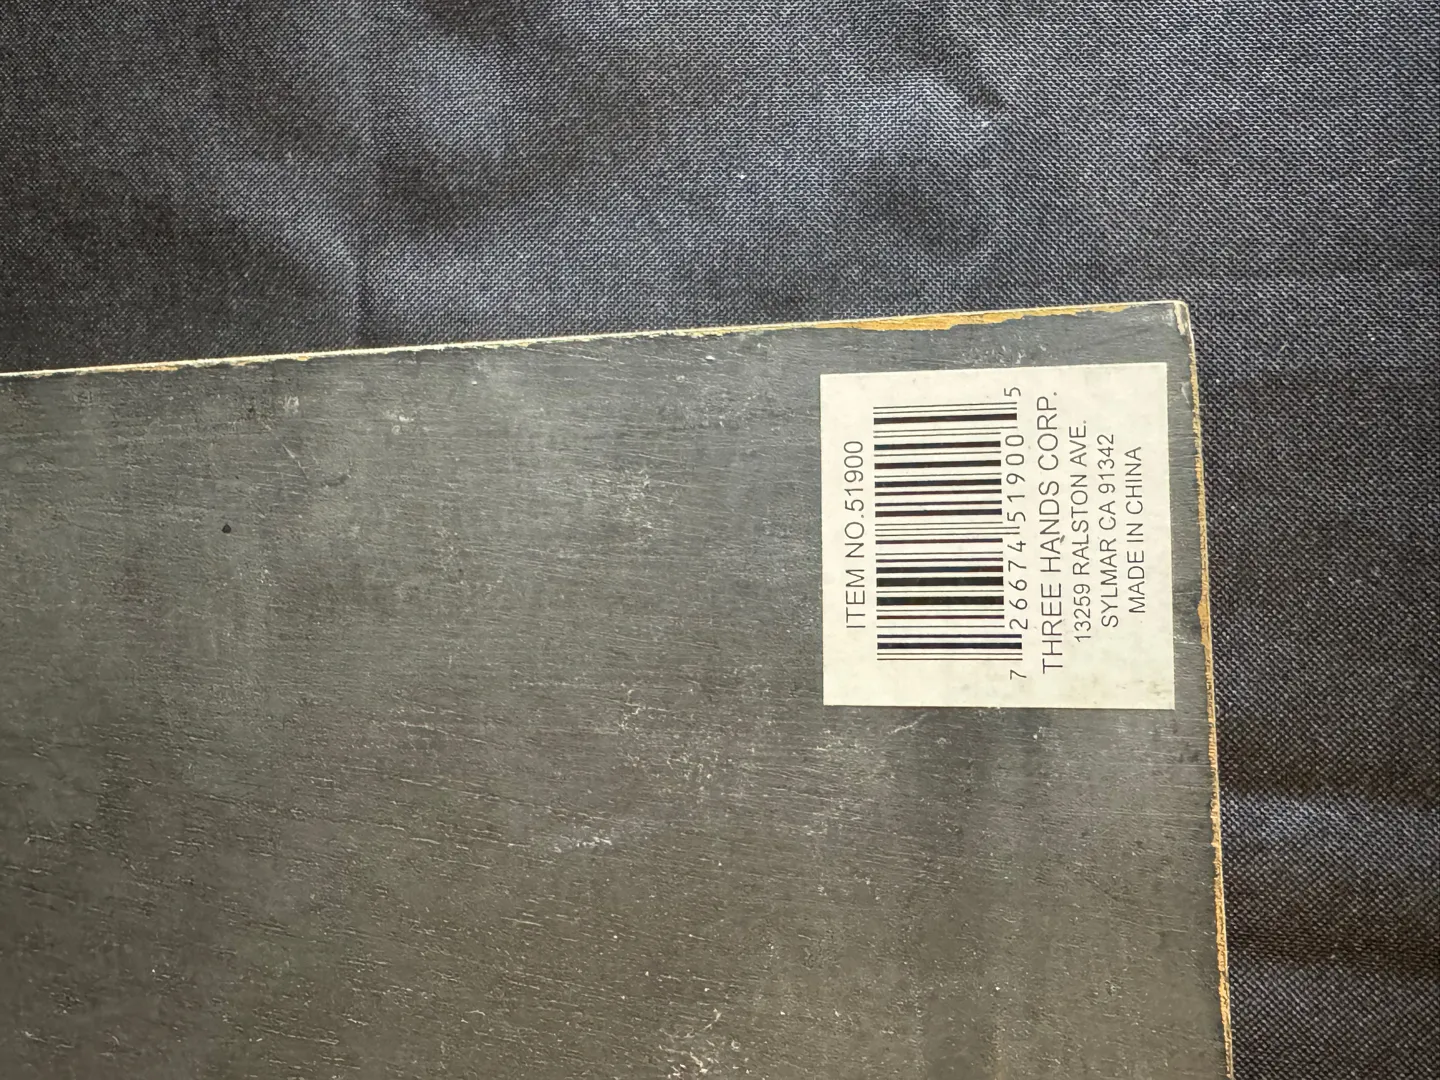 ITEM NO.51900
7 26674 51900 5
THREE HANDS CORP.
13259 RALSTON AVE.
SYLMAR CA 91342
MADE IN CHINA